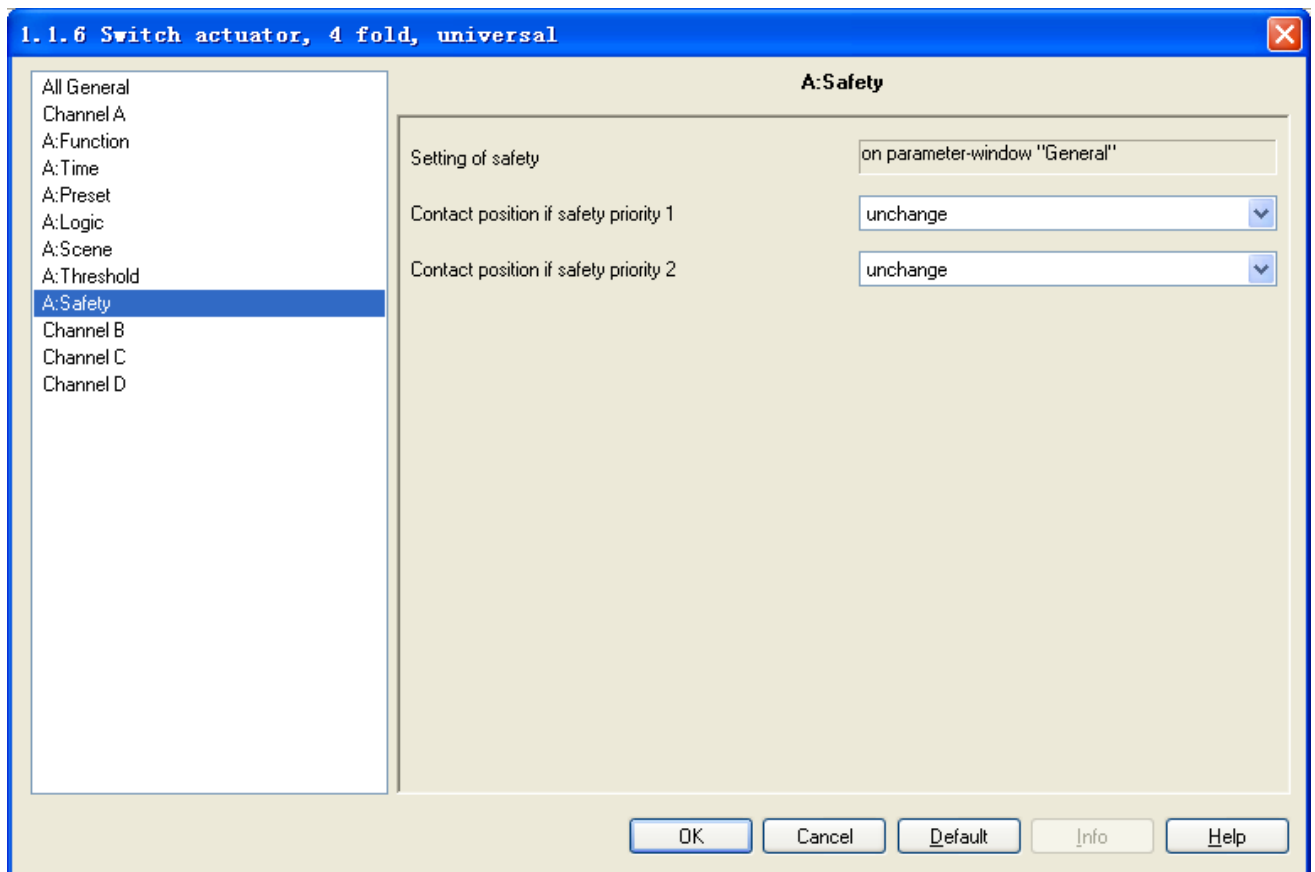 1.1.6 Switch actuator, 4 fold, universal
All General
Channel A
A:Function
A:Time
A:Preset
A:Logic
A:Scene
A:Threshold
A:Safety
Channel B
Channel C
Channel D
A:Safety
Setting of safety
on parameter-window "General"
Contact position if safety priority 1
unchange
Contact position if safety priority 2
unchange
OK
Cancel
Default
Info
Help